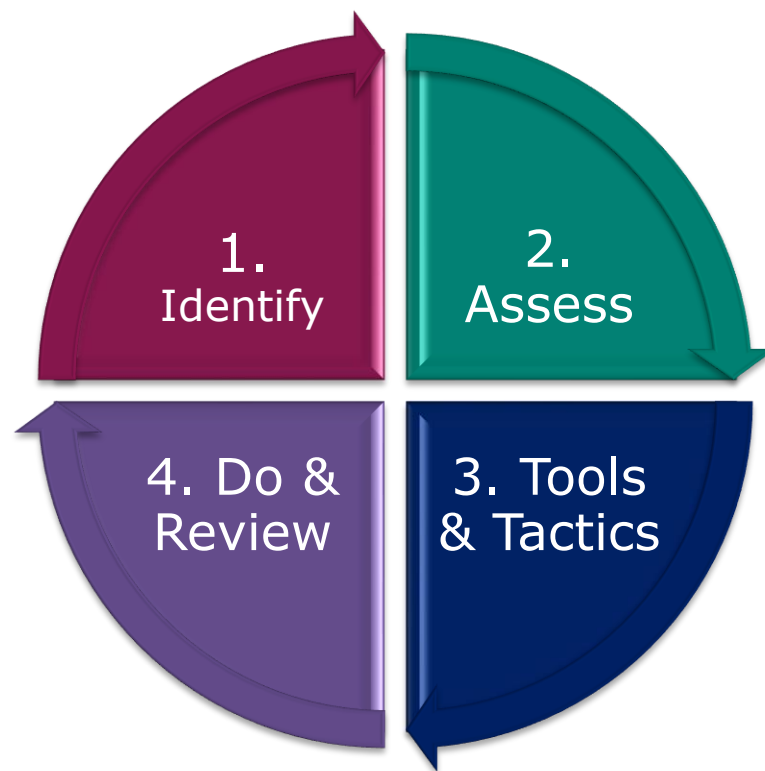 1.
Identify
2.
Assess
3. Tools
& Tactics
4. Do &
Review